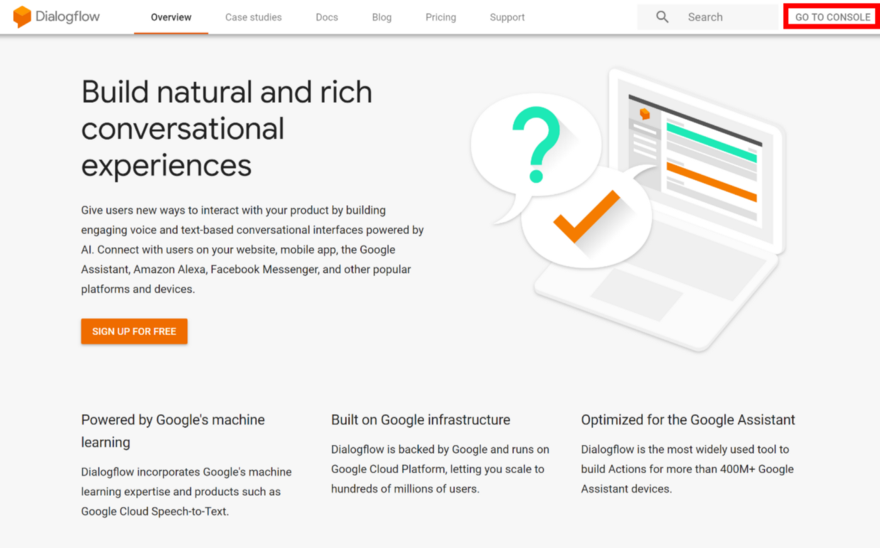 Dialogflow
Overview
Case studies
Docs
Blog
Pricing
Support
Search
GO TO CONSOLE
Build natural and rich
conversational
experiences
Give users new ways to interact with your product by building
engaging voice and text-based conversational interfaces powered by
AI. Connect with users on your website, mobile app, the Google
Assistant, Amazon Alexa, Facebook Messenger, and other popular
platforms and devices.
SIGN UP FOR FREE
Powered by Google's machine
learning
Dialogflow incorporates Google's machine
learning expertise and products such as
Google Cloud Speech-to-Text.
Built on Google infrastructure
Dialogflow is backed by Google and runs on
Google Cloud Platform, letting you scale to
hundreds of millions of users.
Optimized for the Google Assistant
Dialogflow is the most widely used tool to
build Actions for more than 400M+ Google
Assistant devices.